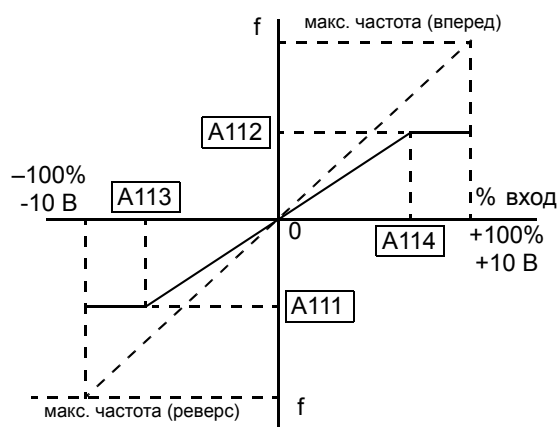 f
макс. частота (вперед)
A112
–100%
-10 В
A113
% вход
0
A114
+100%
+10 В
A111
макс. частота (реверс)
f